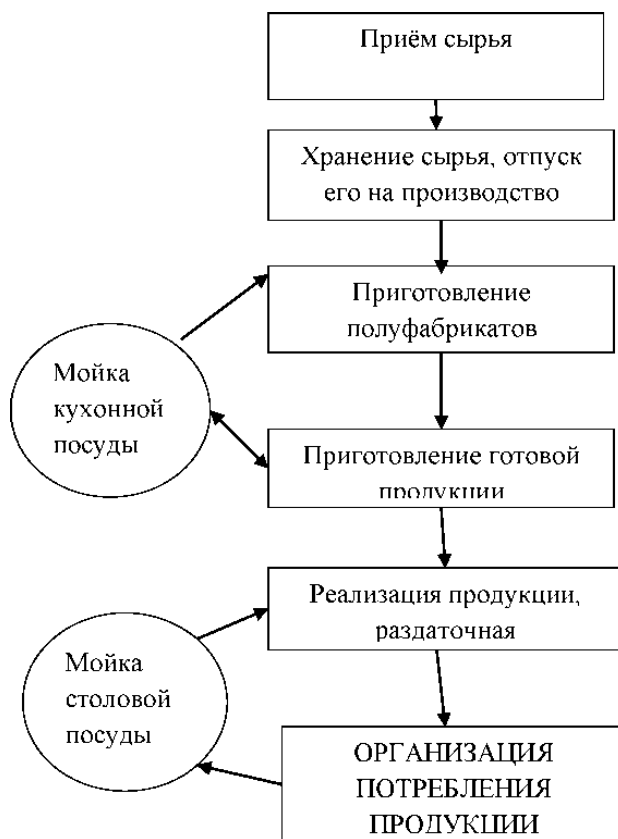 Приём сырья
Хранение сырья, отпуск
его на производство
Приготовление
полуфабрикатов
Мойка
кухонной
посуды
Приготовление готовой
продукции
Реализация продукции,
раздаточная
Мойка
столовой
посуды
ОРГАНИЗАЦИЯ
ПОТРЕБЛЕНИЯ
ПРОДУКЦИИ